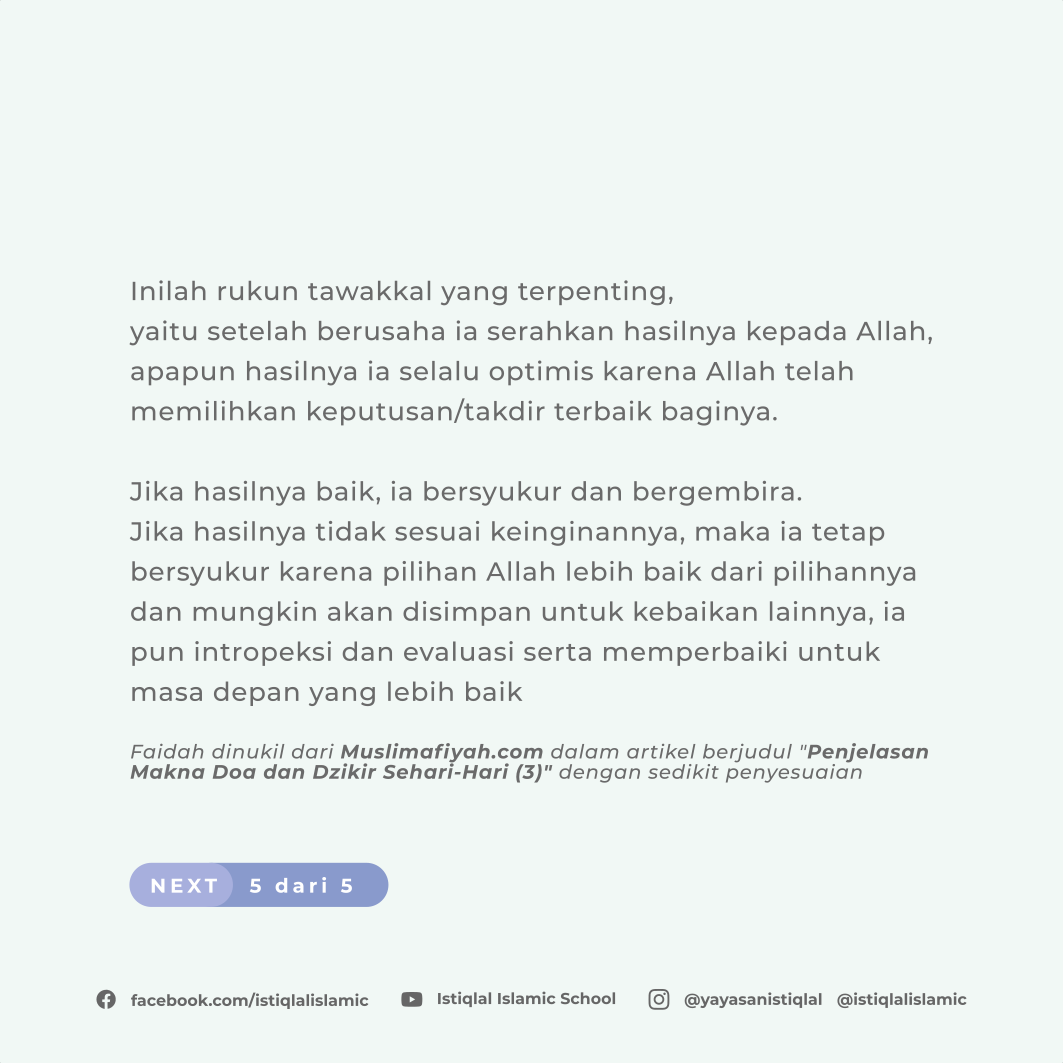 Inilah rukun tawakkal yang terpenting,
yaitu setelah berusaha ia serahkan hasilnya kepada Allah,
apapun hasilnya ia selalu optimis karena Allah telah
memilihkan keputusan/takdir terbaik baginya.
Jika hasilnya baik, ia bersyukur dan bergembira.
Jika hasilnya tidak sesuai keinginannya, maka ia tetap
bersyukur karena pilihan Allah lebih baik dari pilihannya
dan mungkin akan disimpan untuk kebaikan lainnya, ia
pun intropeksi dan evaluasi serta memperbaiki untuk
masa depan yang lebih baik
Faidah dinukil dari Muslimafiyah.com dalam artikel berjudul "Penjelasan
Makna Doa dan Dzikir Sehari-Hari (3)" dengan sedikit penyesuaian
NEXT 5 dari 5
facebook.com/istiqlalislamic Istiqlal Islamic School @yayasanistiqlal @istiqlalislamic